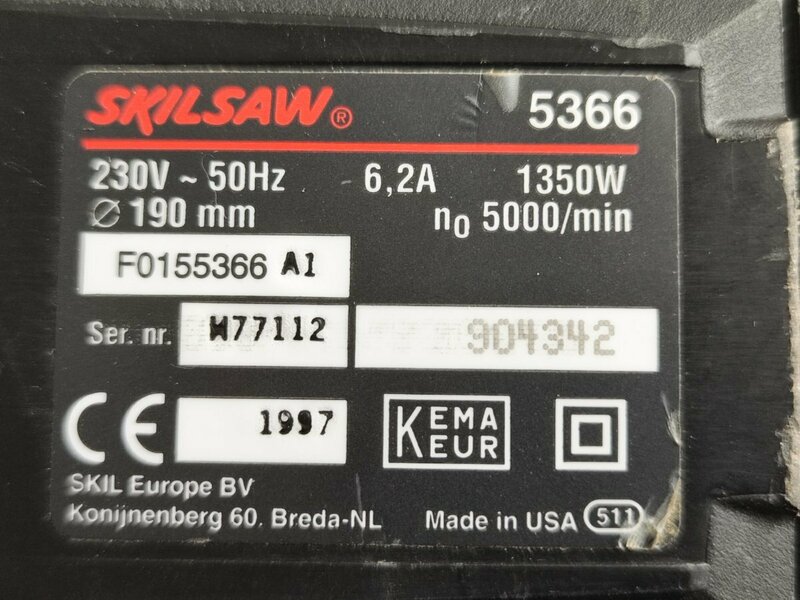 SKILSAW® 5366
230V ~ 50Hz 6,2A 1350W
⌀ 190 mm n₀ 5000/min
F0155366 A1
Ser. nr. W77112 904342
CE 1997 KEMA EUR
SKIL Europe BV
Konijnenberg 60. Breda-NL Made in USA 511